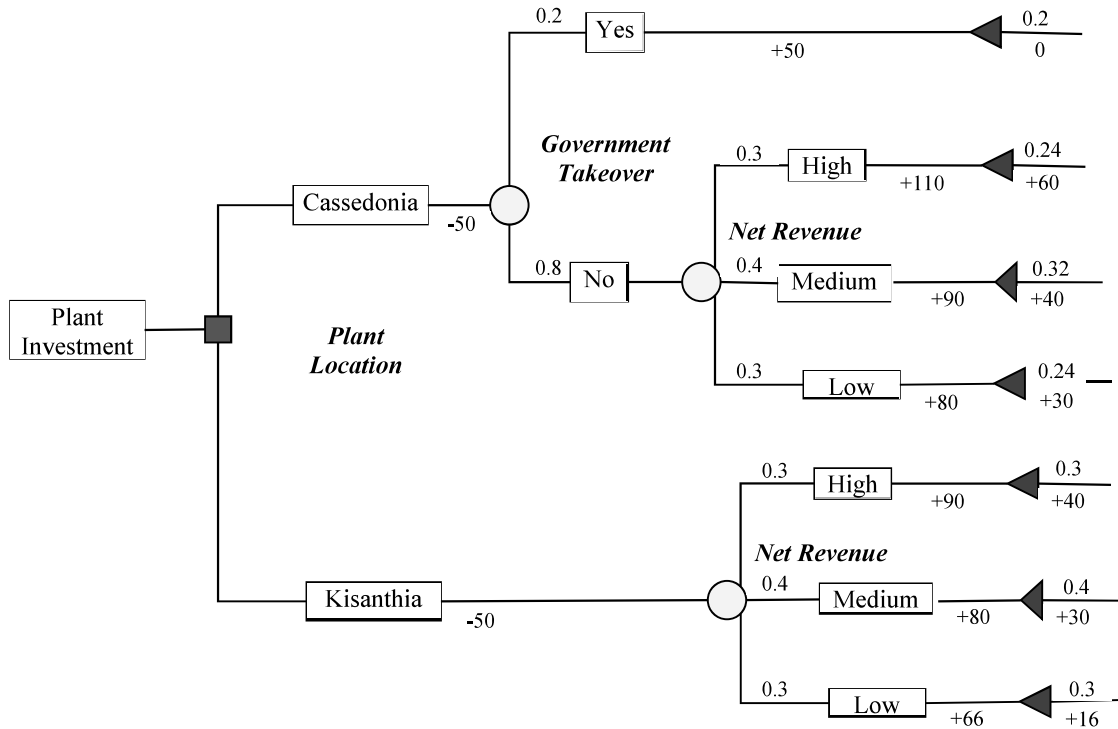 0.2
Yes
+50
0.2
0
Government
Takeover
0.3
High
+110
0.24
+60
Cassedonia
-50
Net Revenue
0.8
No
0.4
Medium
+90
0.32
+40
Plant
Investment
Plant
Location
0.3
Low
+80
0.24
+30
0.3
High
+90
0.3
+40
Net Revenue
Kisanthia
-50
0.4
Medium
+80
0.4
+30
0.3
Low
+66
0.3
+16